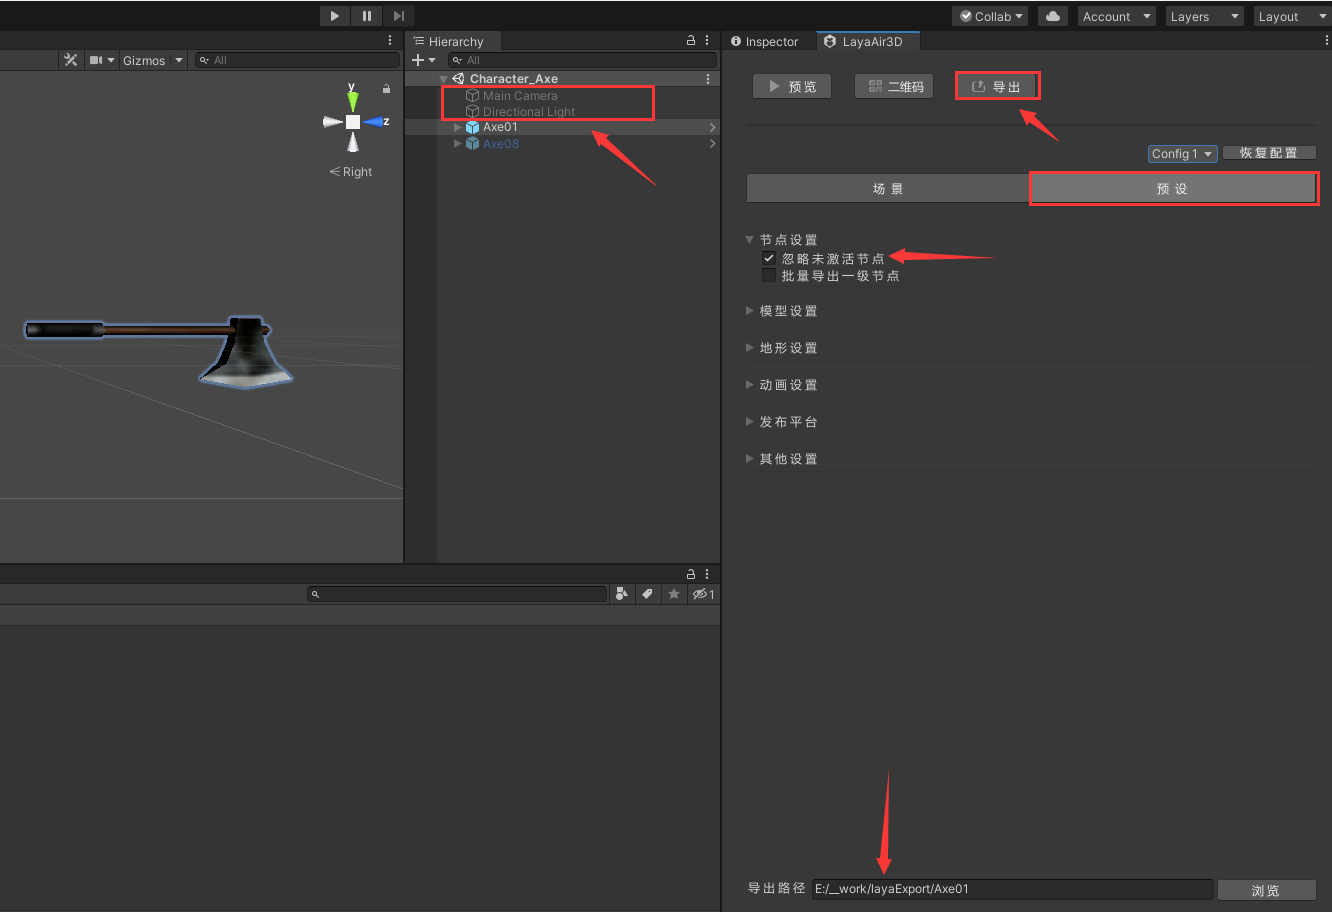 Collab
Account
Layers
Layout
Gizmos
All
y
z
Right
Hierarchy
All
Character_Axe
Main Camera
Directional Light
Axe01
Axe08
1
Inspector
LayaAir3D
预览
二维码
导出
Config 1
恢复配置
场景
预设
节点设置
忽略未激活节点
批量导出一级节点
模型设置
地形设置
动画设置
发布平台
其他设置
导出路径 E:/__work/layaExport/Axe01
浏览